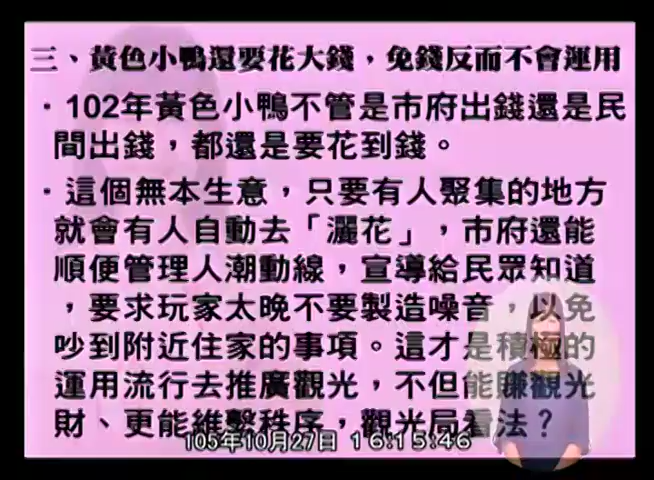 三、黃色小鴨還要花大錢，免錢反而不會運用
·102年黃色小鴨不管是市府出錢還是民
間出錢，都還是要花到錢。
·這個無本生意，只要有人聚集的地方
就會有人自動去「灑花」，市府還能
順便管理人潮動線，宣導給民眾知道
，要求玩家太晚不要製造噪音，以免
吵到附近住家的事項。這才是積極的
運用流行去推廣觀光，不但能賺觀光
財、更能維繫秩序，觀光局看法？
105年10月27日 16:15:46